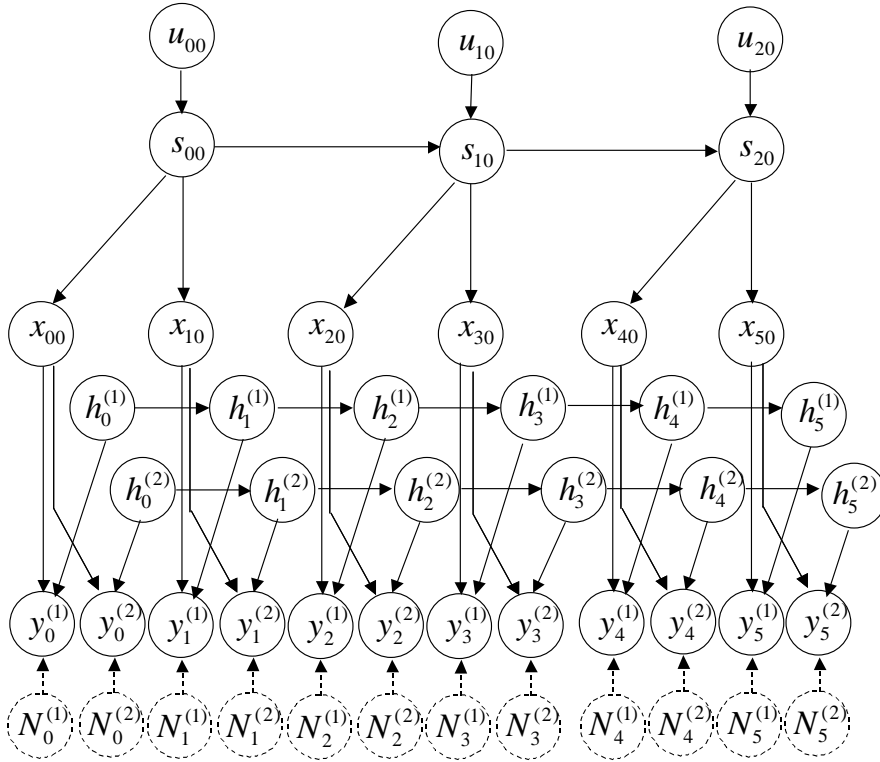 u₀₀ u₁₀ u₂₀
s₀₀ s₁₀ s₂₀
x₀₀ x₁₀ x₂₀ x₃₀ x₄₀ x₅₀
h₀⁽¹⁾ h₁⁽¹⁾ h₂⁽¹⁾ h₃⁽¹⁾ h₄⁽¹⁾ h₅⁽¹⁾
h₀⁽²⁾ h₁⁽²⁾ h₂⁽²⁾ h₃⁽²⁾ h₄⁽²⁾ h₅⁽²⁾
y₀⁽¹⁾ y₀⁽²⁾ y₁⁽¹⁾ y₁⁽²⁾ y₂⁽¹⁾ y₂⁽²⁾ y₃⁽¹⁾ y₃⁽²⁾ y₄⁽¹⁾ y₄⁽²⁾ y₅⁽¹⁾ y₅⁽²⁾
N₀⁽¹⁾ N₀⁽²⁾ N₁⁽¹⁾ N₁⁽²⁾ N₂⁽¹⁾ N₂⁽²⁾ N₃⁽¹⁾ N₃⁽²⁾ N₄⁽¹⁾ N₄⁽²⁾ N₅⁽¹⁾ N₅⁽²⁾